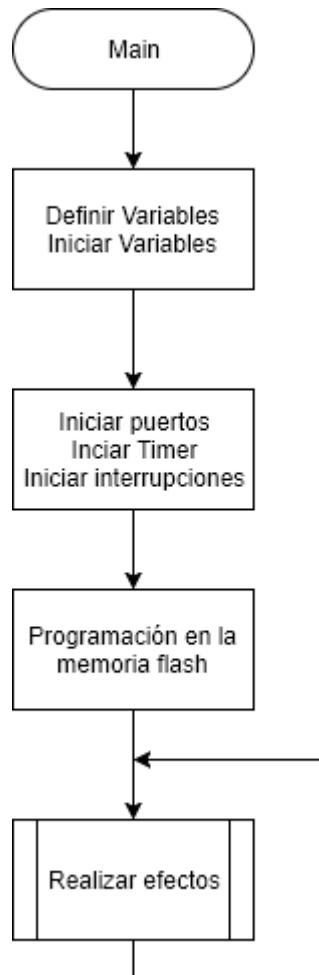 Main
Definir Variables
Iniciar Variables
Iniciar puertos
Inciar Timer
Iniciar interrupciones
Programación en la
memoria flash
Realizar efectos